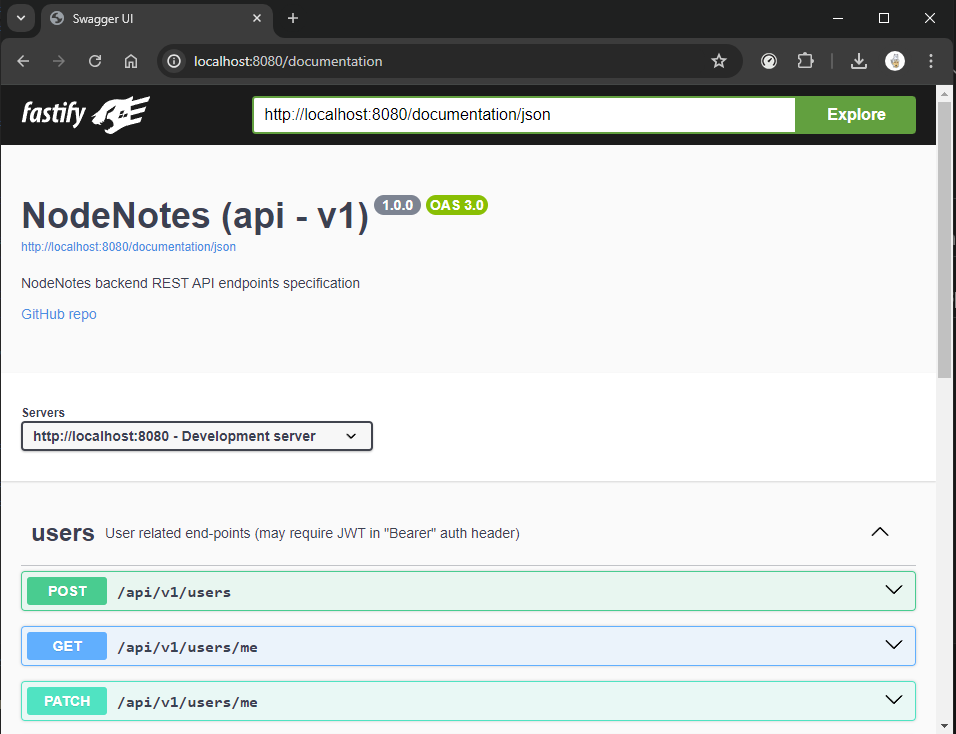 Swagger UI
localhost:8080/documentation
fastify
http://localhost:8080/documentation/json
Explore
NodeNotes (api - v1) 1.0.0 OAS 3.0
http://localhost:8080/documentation/json
NodeNotes backend REST API endpoints specification
GitHub repo
Servers
http://localhost:8080 - Development server
users User related end-points (may require JWT in "Bearer" auth header)
POST /api/v1/users
GET /api/v1/users/me
PATCH /api/v1/users/me